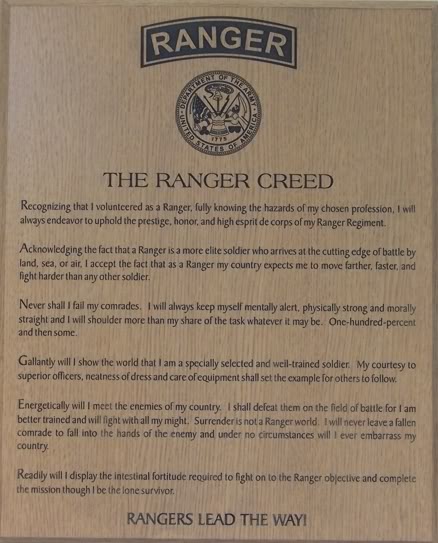 RANGER
DEPARTMENT OF THE ARMY
UNITED STATES OF AMERICA
1775
THE RANGER CREED
Recognizing that I volunteered as a Ranger, fully knowing the hazards of my chosen profession, I will
always endeavor to uphold the prestige, honor, and high esprit de corps of my Ranger Regiment.
Acknowledging the fact that a Ranger is a more elite soldier who arrives at the cutting edge of battle by
land, sea, or air, I accept the fact that as a Ranger my country expects me to move farther, faster, and
fight harder than any other soldier.
Never shall I fail my comrades. I will always keep myself mentally alert, physically strong and morally
straight and I will shoulder more than my share of the task whatever it may be. One-hundred-percent
and then some.
Gallantly will I show the world that I am a specially selected and well-trained soldier. My courtesy to
superior officers, neatness of dress and care of equipment shall set the example for others to follow.
Energetically will I meet the enemies of my country. I shall defeat them on the field of battle for I am
better trained and will fight with all my might. Surrender is not a Ranger world. I will never leave a fallen
comrade to fall into the hands of the enemy and under no circumstances will I ever embarrass my
country.
Readily will I display the intestinal fortitude required to fight on to the Ranger objective and complete
the mission though I be the lone survivor.
RANGERS LEAD THE WAY!